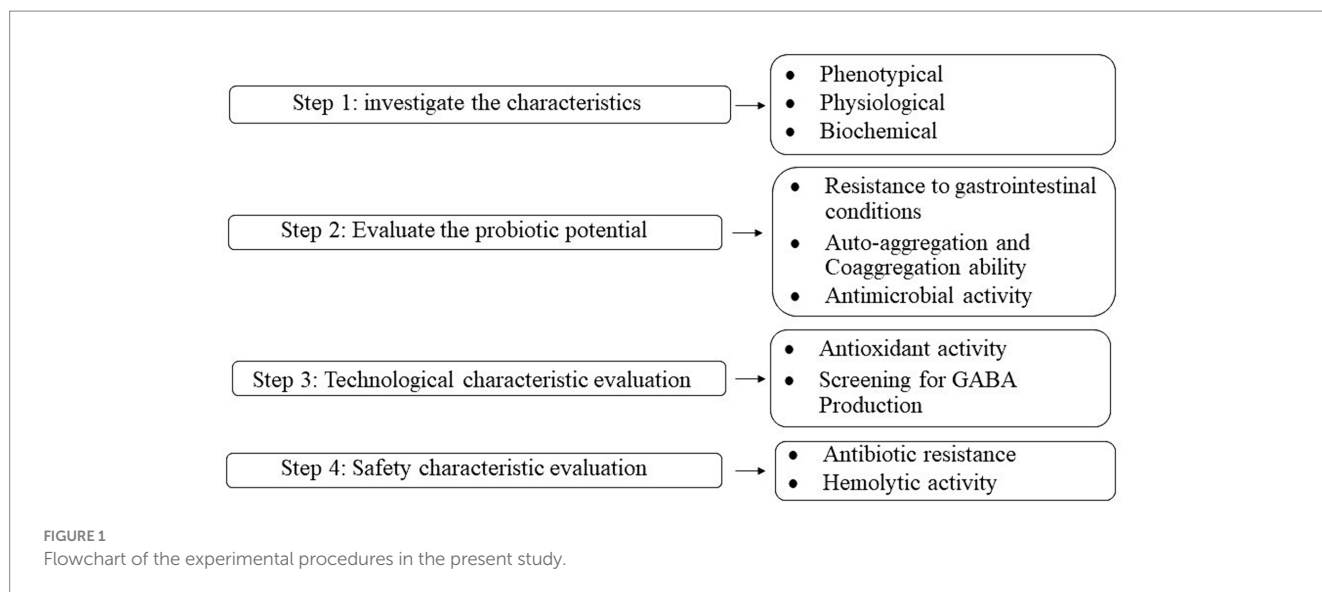 Step 1: investigate the characteristics
• Phenotypical
• Physiological
• Biochemical
Step 2: Evaluate the probiotic potential
• Resistance to gastrointestinal
conditions
• Auto-aggregation and
Coaggregation ability
• Antimicrobial activity
Step 3: Technological characteristic evaluation
• Antioxidant activity
• Screening for GABA
Production
Step 4: Safety characteristic evaluation
• Antibiotic resistance
• Hemolytic activity
FIGURE 1
Flowchart of the experimental procedures in the present study.